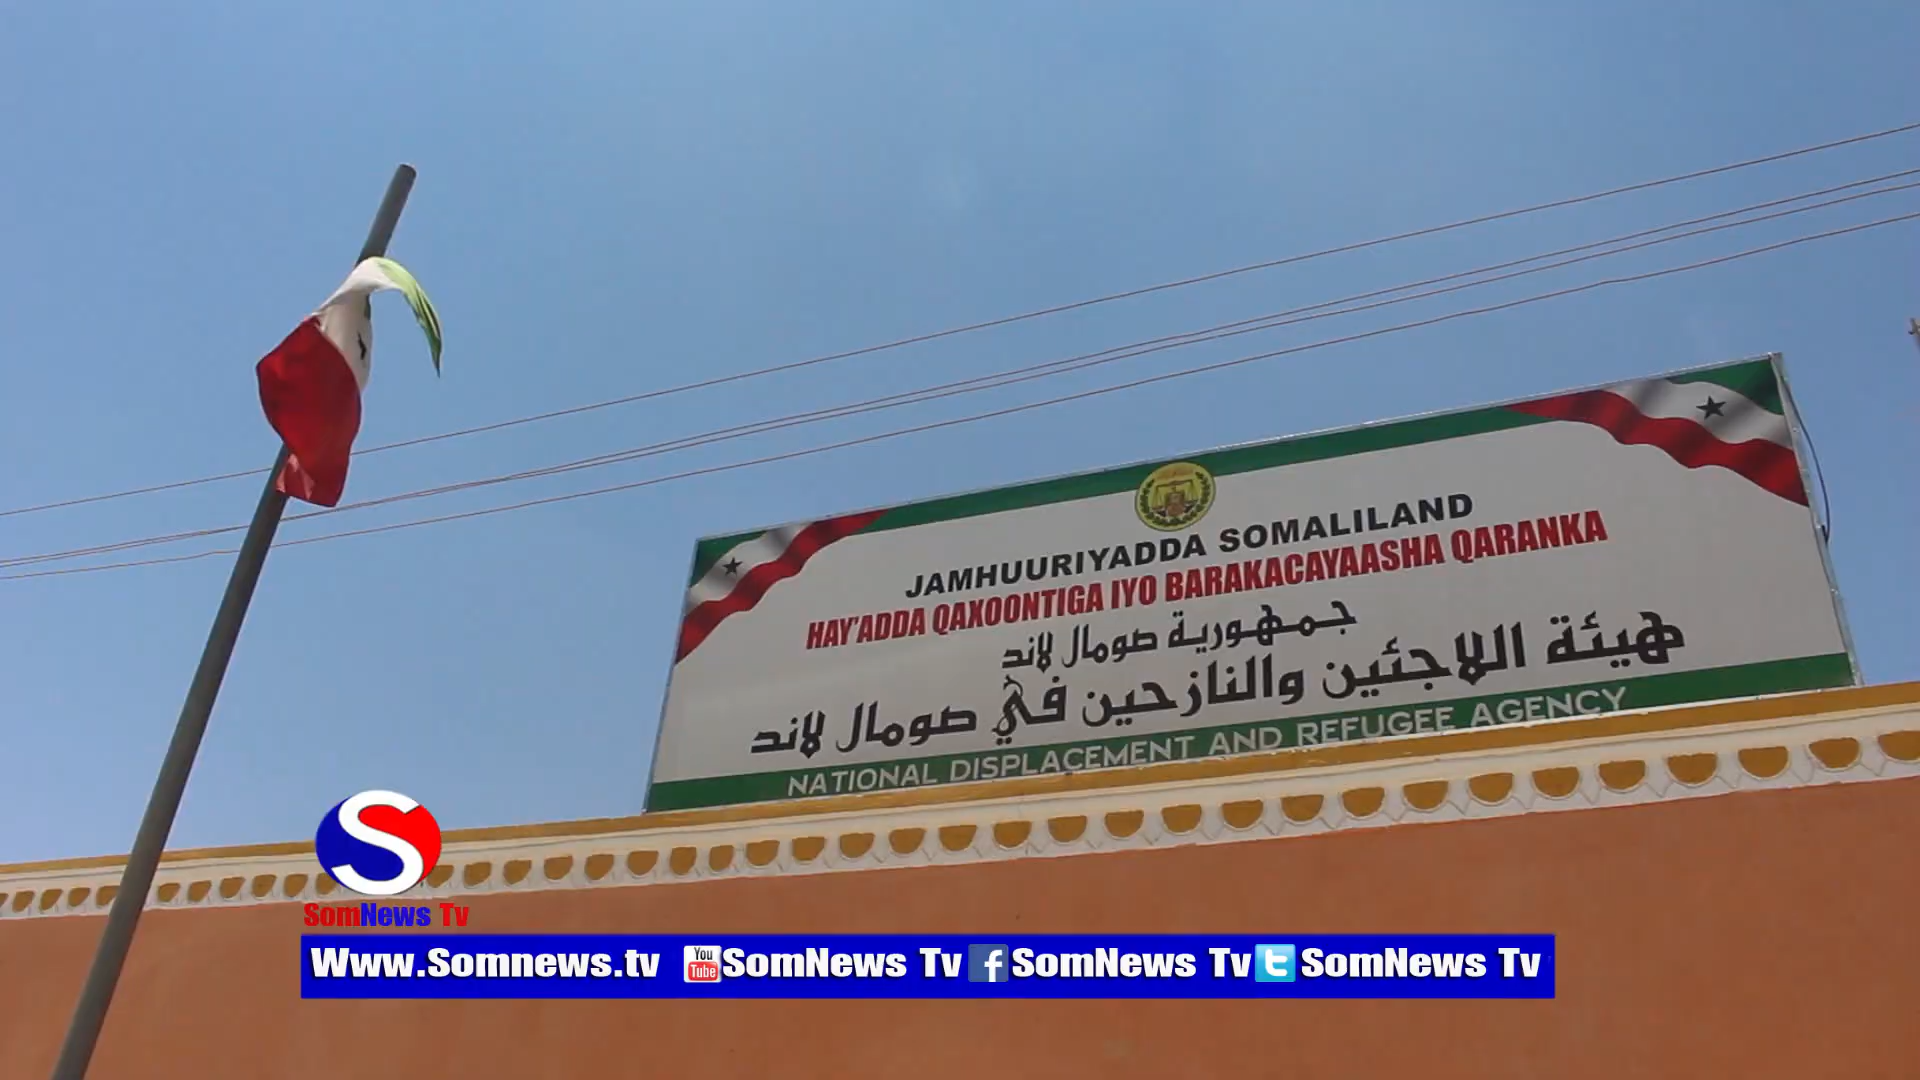 JAMHUURIYADDA SOMALILAND
HAY'ADDA QAXOONTIGA IYO BARAKACAYAASHA QARANKA
جمهورية صومال لاند
هيئة اللاجئين والنازحين في صومال لاند
NATIONAL DISPLACEMENT AND REFUGEE AGENCY
S
SomNews Tv
Www.Somnews.tv You Tube SomNews Tv f SomNews Tv t SomNews Tv